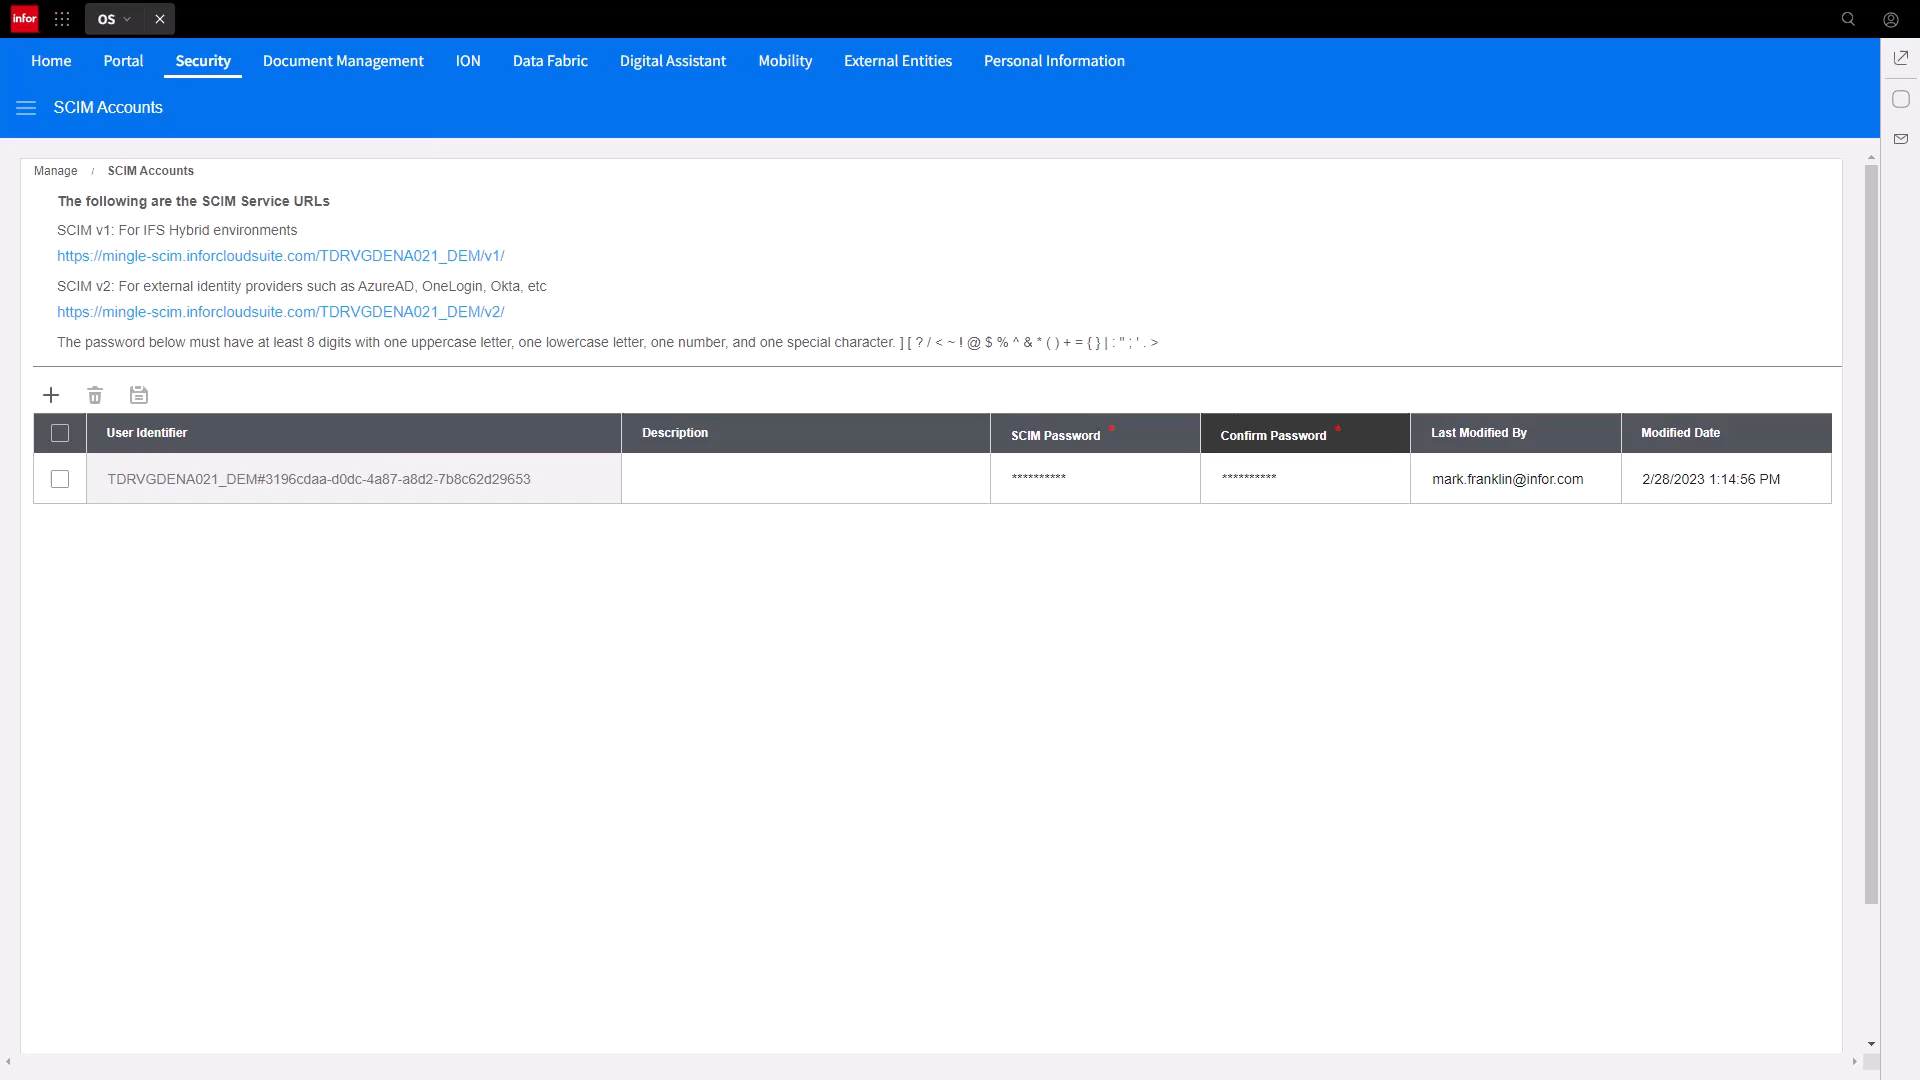 infor
OS
Home Portal Security Document Management ION Data Fabric Digital Assistant Mobility External Entities Personal Information
SCIM Accounts
Manage / SCIM Accounts
The following are the SCIM Service URLs
SCIM v1: For IFS Hybrid environments
https://mingle-scim.inforcloudsuite.com/TDRVGDENA021_DEM/v1/
SCIM v2: For external identity providers such as AzureAD, OneLogin, Okta, etc
https://mingle-scim.inforcloudsuite.com/TDRVGDENA021_DEM/v2/
The password below must have at least 8 digits with one uppercase letter, one lowercase letter, one number, and one special character. ] [ ? / < ~ ! @ $ % ^ & * ( ) + = { } | : " ; ' . >
User Identifier Description SCIM Password * Confirm Password * Last Modified By Modified Date
TDRVGDENA021_DEM#3196cdaa-d0dc-4a87-a8d2-7b8c62d29653 ********** ********** mark.franklin@infor.com 2/28/2023 1:14:56 PM